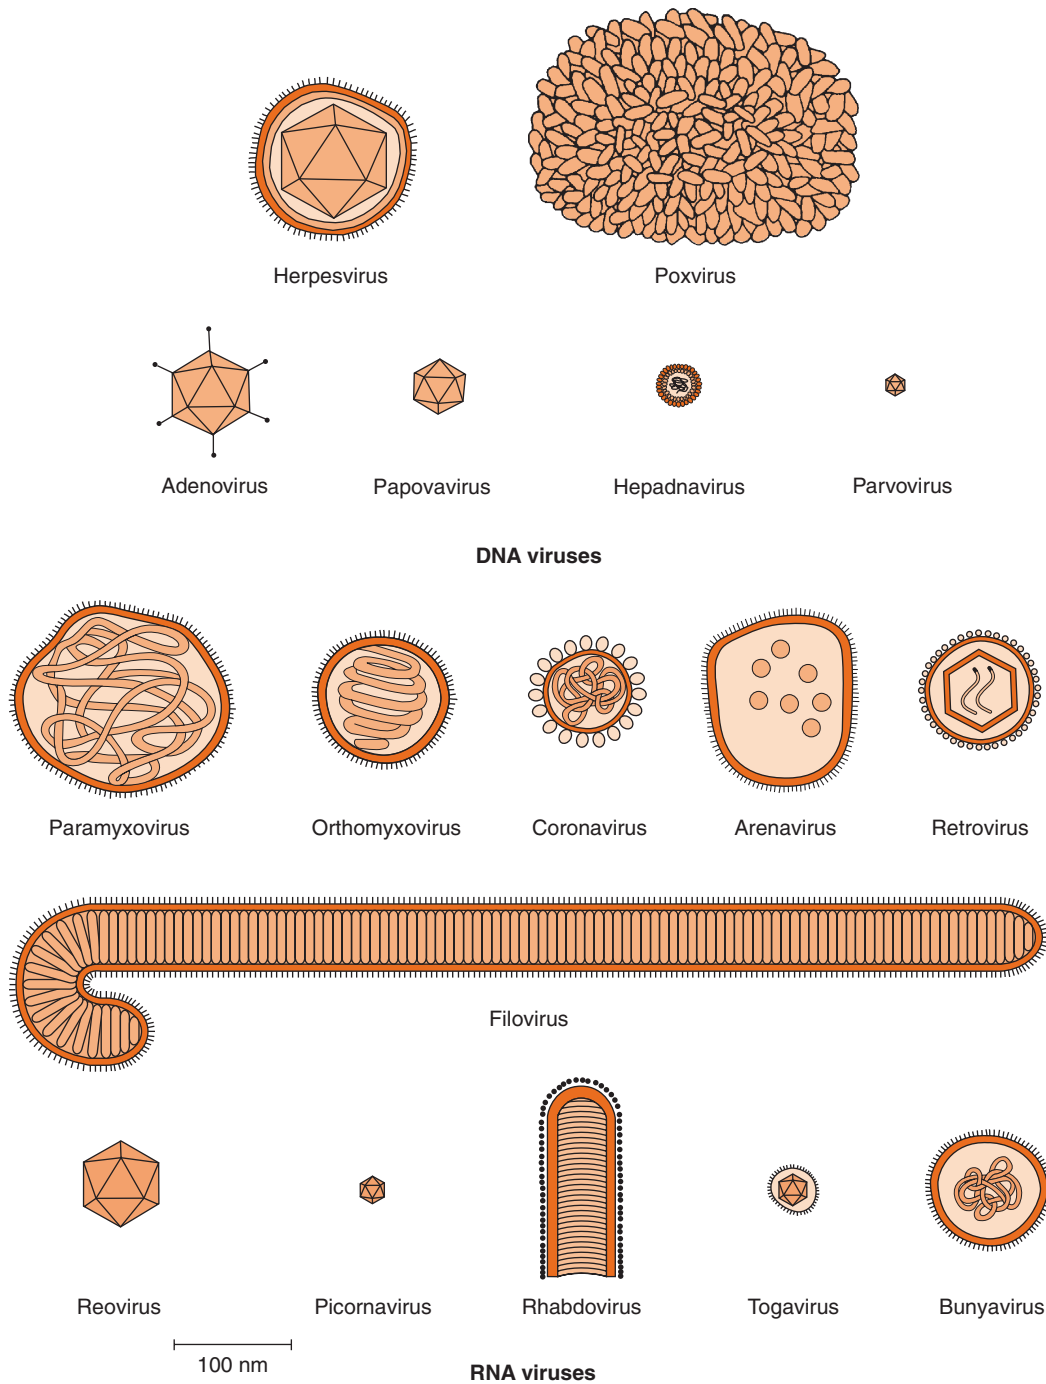 Herpesvirus
Poxvirus
Adenovirus
Papovavirus
Hepadnavirus
Parvovirus
DNA viruses
Paramyxovirus
Orthomyxovirus
Coronavirus
Arenavirus
Retrovirus
Filovirus
Reovirus
Picornavirus
Rhabdovirus
Togavirus
Bunyavirus
100 nm
RNA viruses